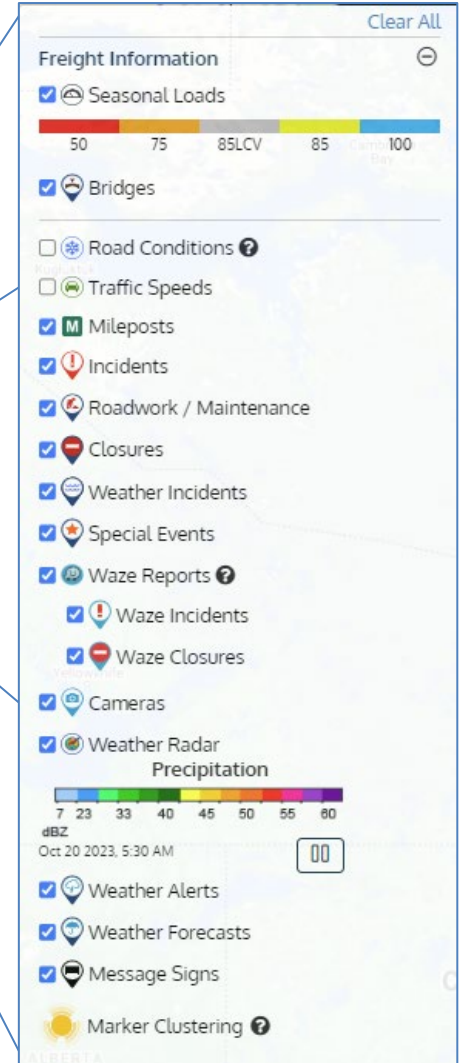 Clear All
Freight Information
Seasonal Loads
50 75 85LCV 85 100
Bridges
Road Conditions ?
Kugluktuk
Traffic Speeds
M Mileposts
Incidents
Roadwork / Maintenance
Closures
Weather Incidents
Special Events
Waze Reports ?
Waze Incidents
Waze Closures
Yellowknife
Cameras
Weather Radar
Precipitation
7 23 33 40 45 50 55 60
dBZ
Oct 20 2023, 5:30 AM
Weather Alerts
Weather Forecasts
Message Signs
Marker Clustering ?
ALBERTA